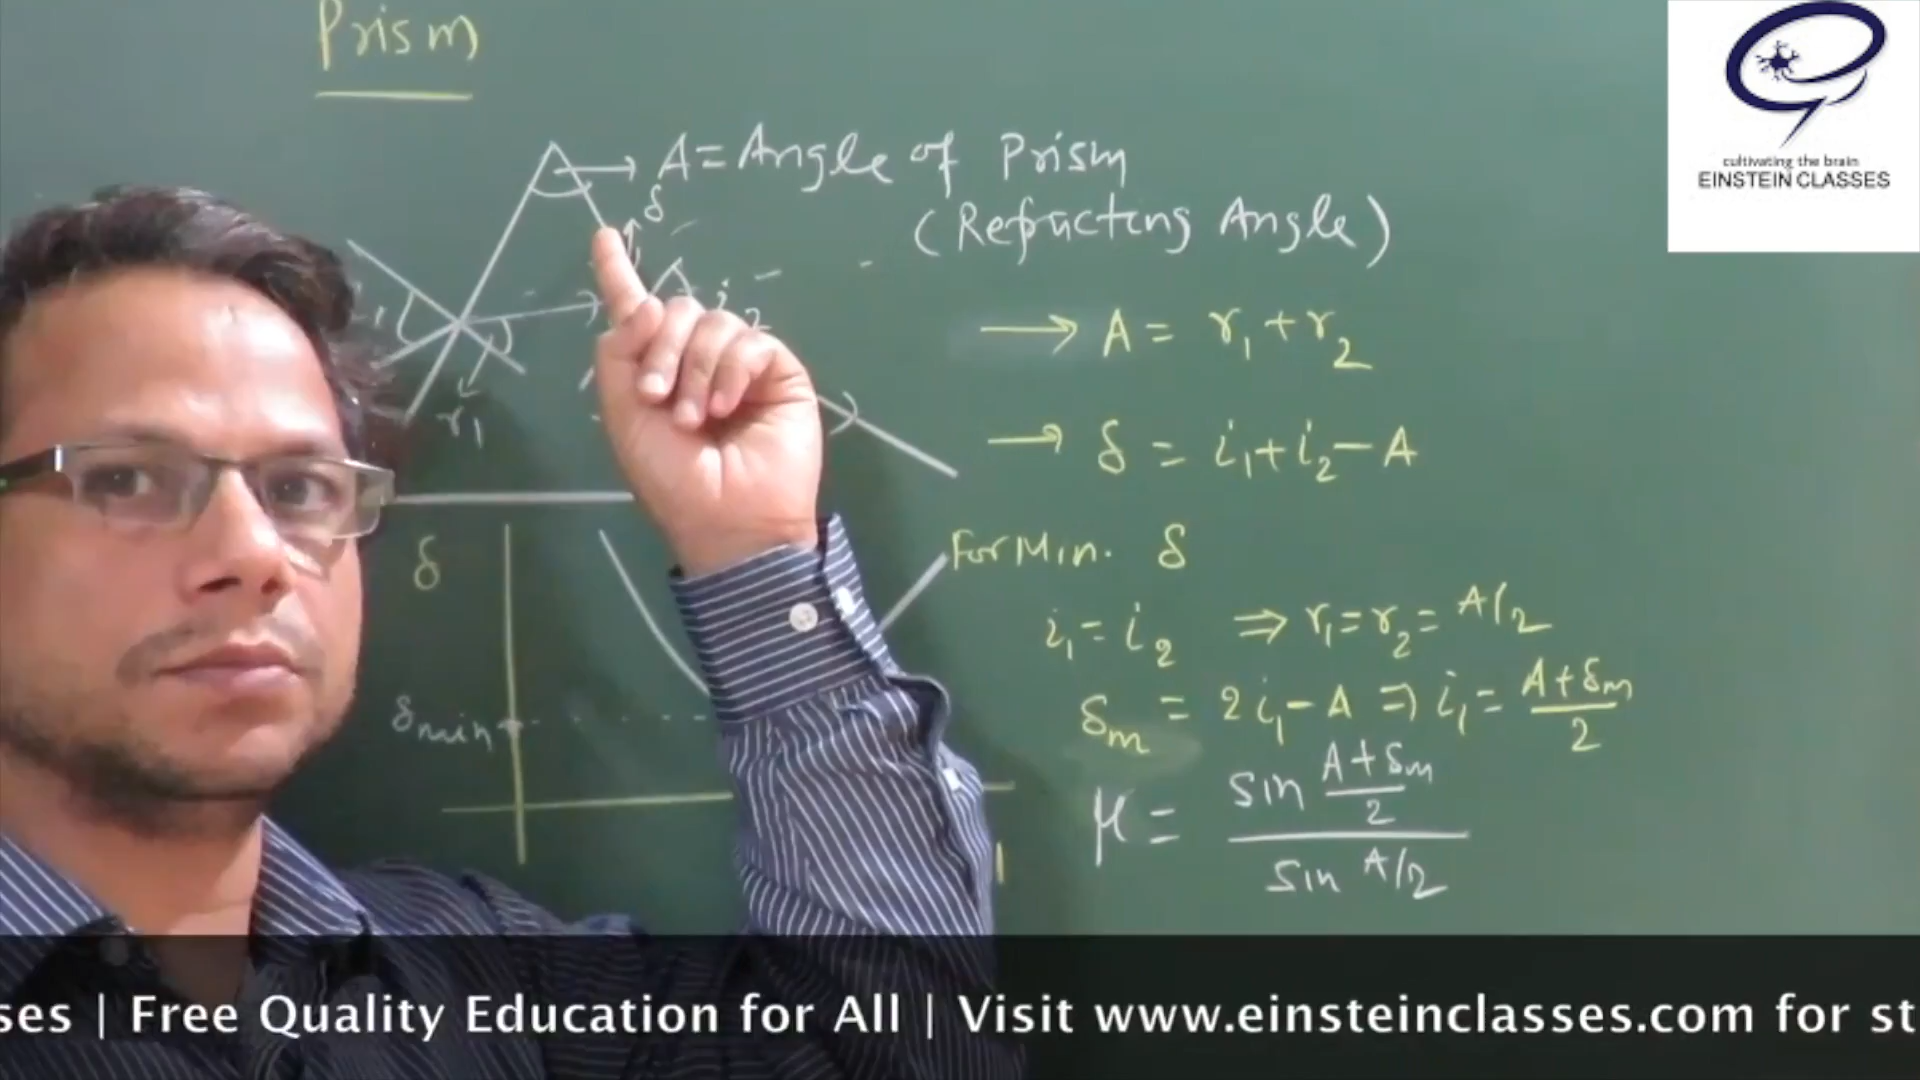 Prism
A = Angle of Prism
(Refracting Angle)
δ
i₂
r₁
→ A = r₁ + r₂
→ δ = i₁ + i₂ - A
For Min. δ
i₁ = i₂ ⇒ r₁ = r₂ = A/2
δm = 2i₁ - A ⇒ i₁ = (A + δm)/2
μ = sin (A + δm)/2 / sin A/2
δ
δmin
cultivating the brain
EINSTEIN CLASSES
ses | Free Quality Education for All | Visit www.einsteinclasses.com for st